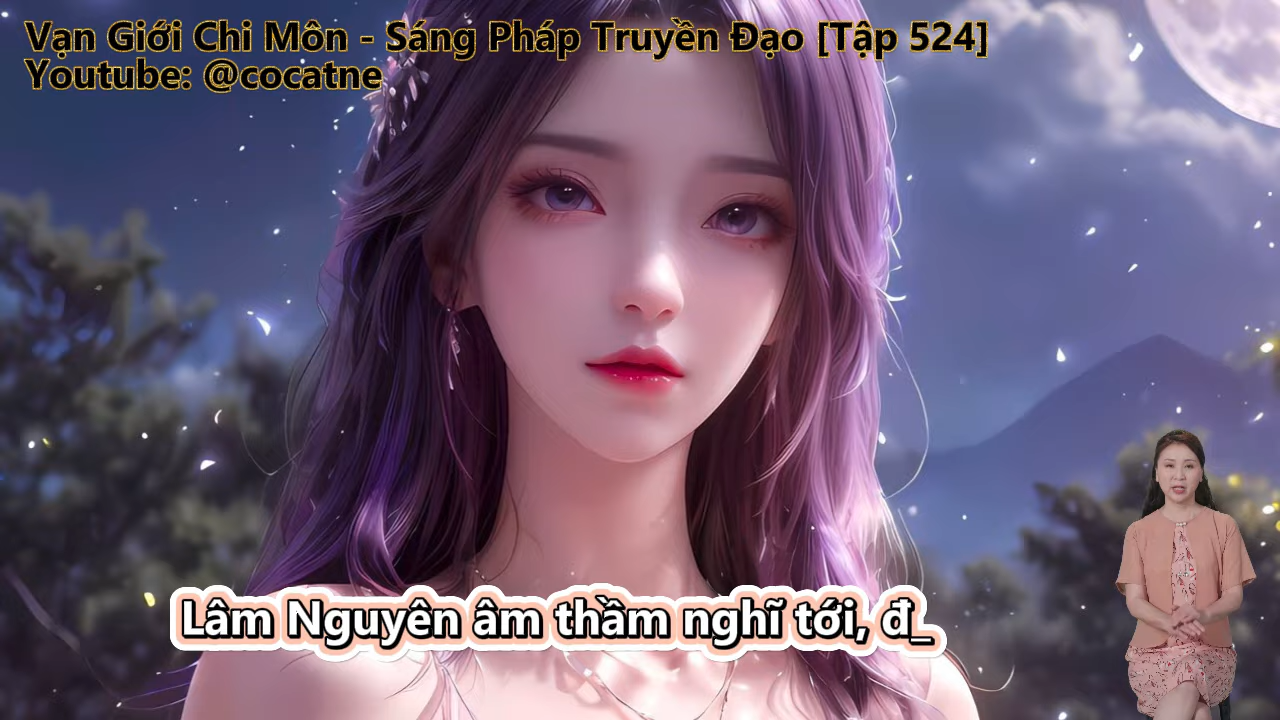 Vạn Giới Chi Môn - Sáng Pháp Truyền Đạo [Tập 524]
Youtube: @cocatne
Lâm Nguyên âm thầm nghĩ tới, đ_